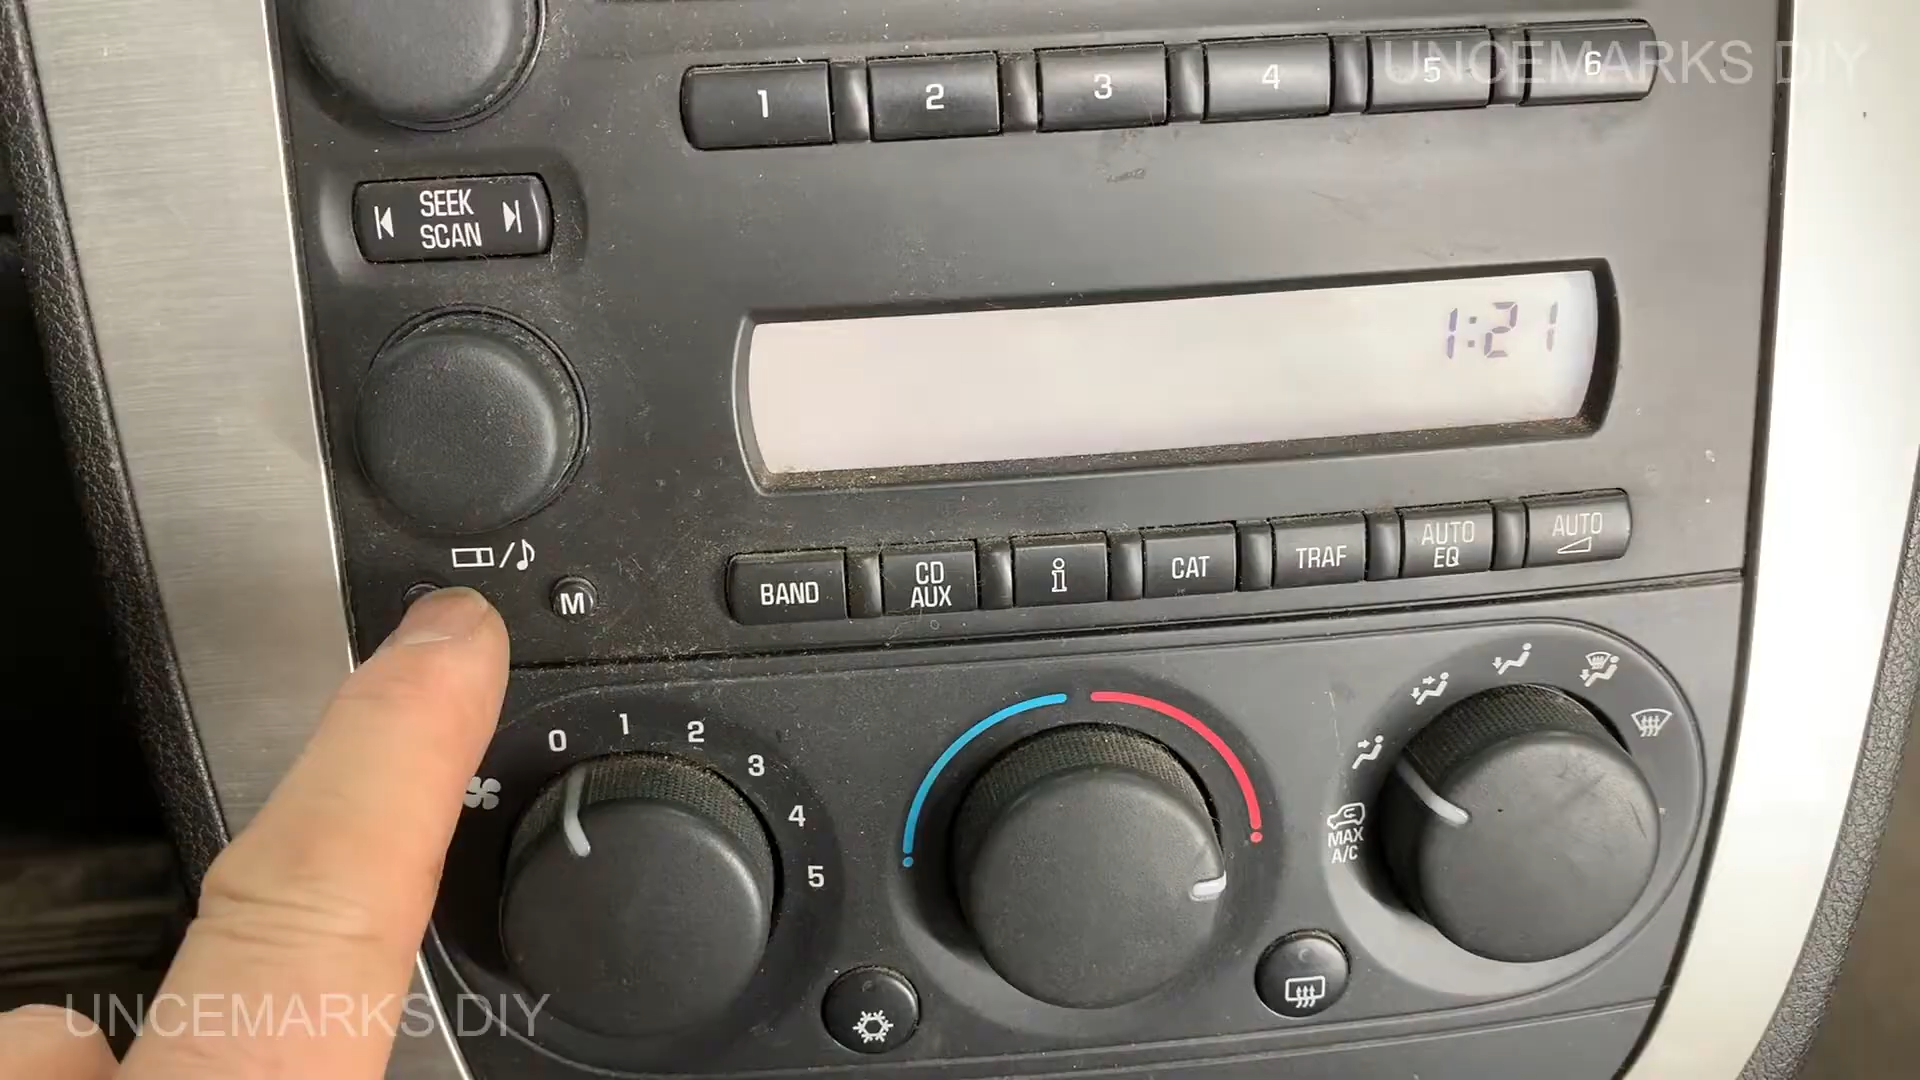 UNCEMARKS DIY
1 2 3 4 5 6
SEEK
SCAN
1:21
M
BAND
CD
AUX
i
CAT
TRAF
AUTO
EQ
AUTO
0 1 2 3 4 5
MAX
A/C
UNCEMARKS DIY